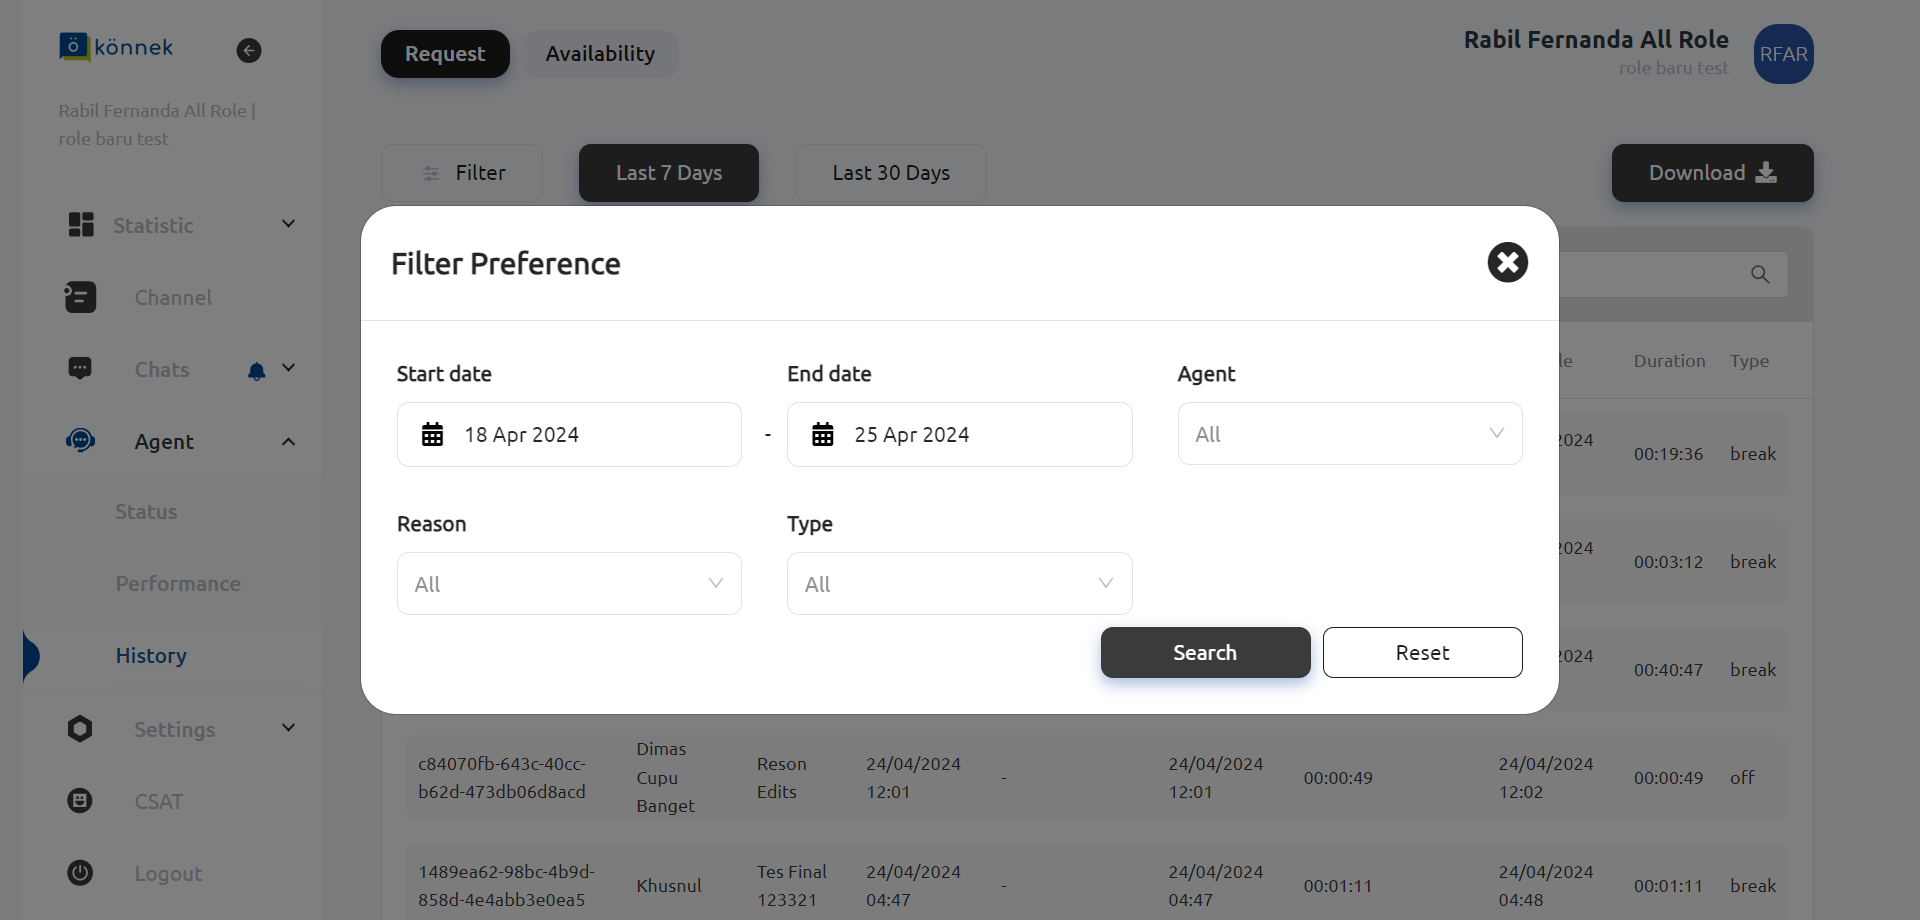 könnek
Rabil Fernanda All Role |
role baru test
Statistic
Channel
Chats
Agent
Status
Performance
History
Settings
CSAT
Logout
Request
Availability
Rabil Fernanda All Role
role baru test
RFAR
Filter
Last 7 Days
Last 30 Days
Download
Filter Preference
Start date
End date
Agent
18 Apr 2024
-
25 Apr 2024
All
Reason
Type
All
All
Search
Reset
Duration
Type
00:19:36
break
00:03:12
break
00:40:47
break
c84070fb-643c-40cc-
b62d-473db06d8acd
Dimas
Cupu
Banget
Reson
Edits
24/04/2024
12:01
-
24/04/2024
12:01
00:00:49
24/04/2024
12:02
00:00:49
off
1489ea62-98bc-4b9d-
858d-4e4abb3e0ea5
Khusnul
Tes Final
123321
24/04/2024
04:47
-
24/04/2024
04:47
00:01:11
24/04/2024
04:48
00:01:11
break